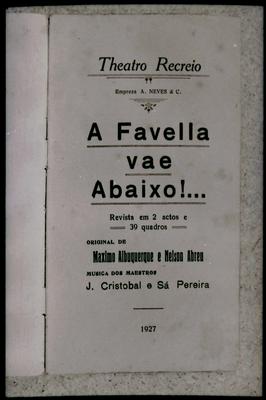 Theatro Recreio
Empreza A. NEVES & C.
A Favella
vae
Abaixo!...
Revista em 2 actos e
39 quadros
ORIGINAL DE
Maximo Albuquerque e Nelson Abreu
MUSICA DOS MAESTROS
J. Cristobal e Sá Pereira
1927